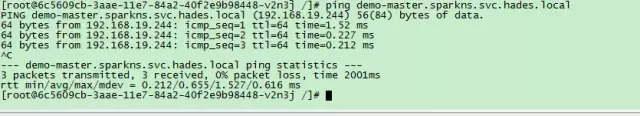 [root@6c5609cb-3aae-11e7-84a2-40f2e9b98448-v2n3j /]# ping demo-master.sparkns.svc.hades.local
PING demo-master.sparkns.svc.hades.local (192.168.19.244) 56(84) bytes of data.
64 bytes from 192.168.19.244: icmp_seq=1 ttl=64 time=1.52 ms
64 bytes from 192.168.19.244: icmp_seq=2 ttl=64 time=0.227 ms
64 bytes from 192.168.19.244: icmp_seq=3 ttl=64 time=0.212 ms
^C
--- demo-master.sparkns.svc.hades.local ping statistics ---
3 packets transmitted, 3 received, 0% packet loss, time 2001ms
rtt min/avg/max/mdev = 0.212/0.655/1.527/0.616 ms
[root@6c5609cb-3aae-11e7-84a2-40f2e9b98448-v2n3j /]#